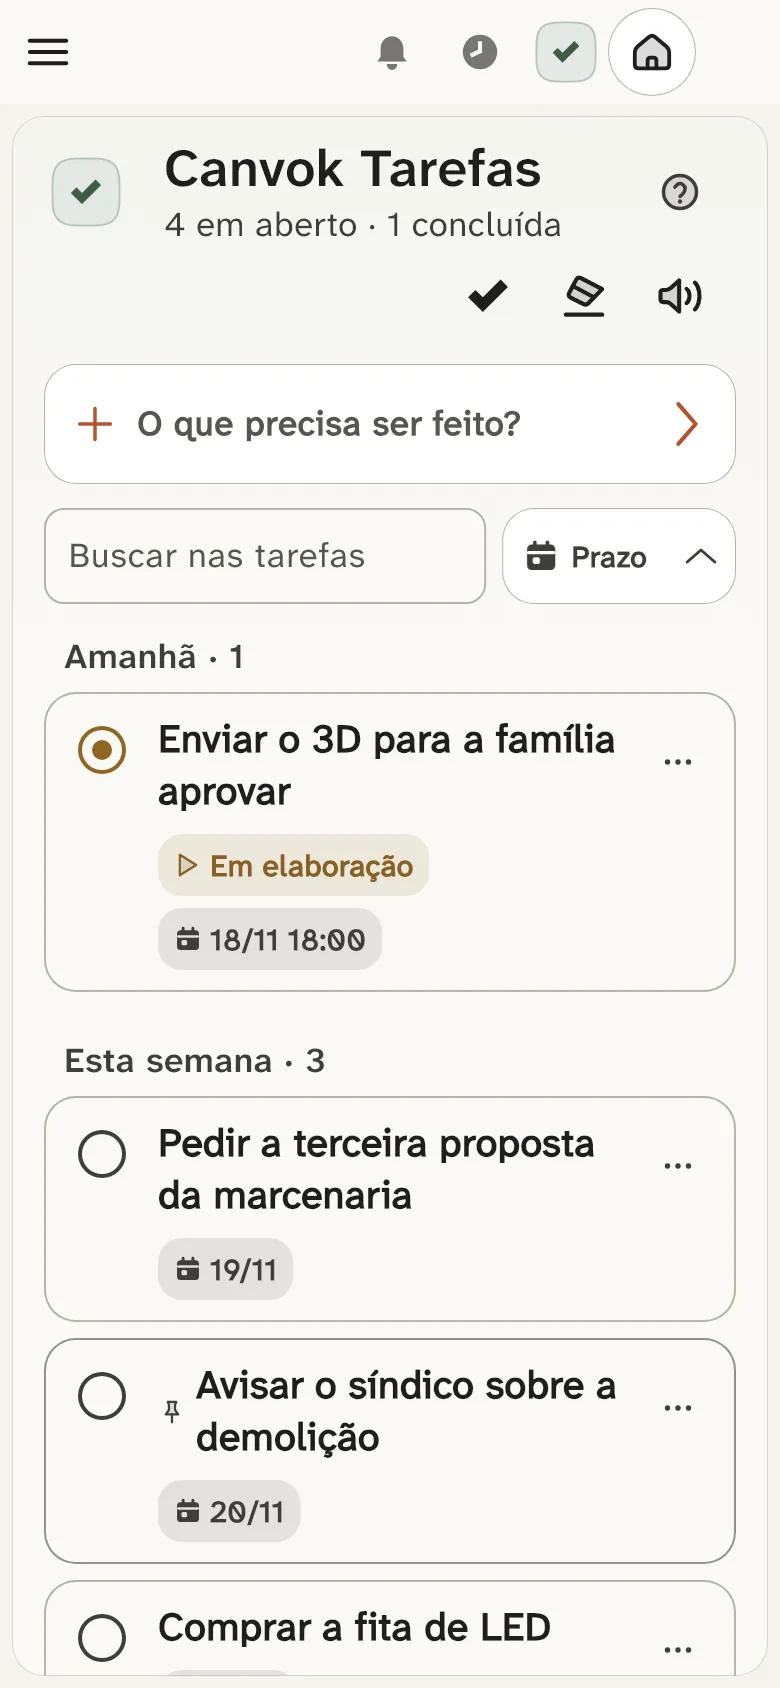 Canvok Tarefas
4 em aberto · 1 concluída
O que precisa ser feito?
Buscar nas tarefas
Prazo
Amanhã · 1
Enviar o 3D para a família
aprovar
Em elaboração
18/11 18:00
Esta semana · 3
Pedir a terceira proposta
da marcenaria
19/11
Avisar o síndico sobre a
demolição
20/11
Comprar a fita de LED